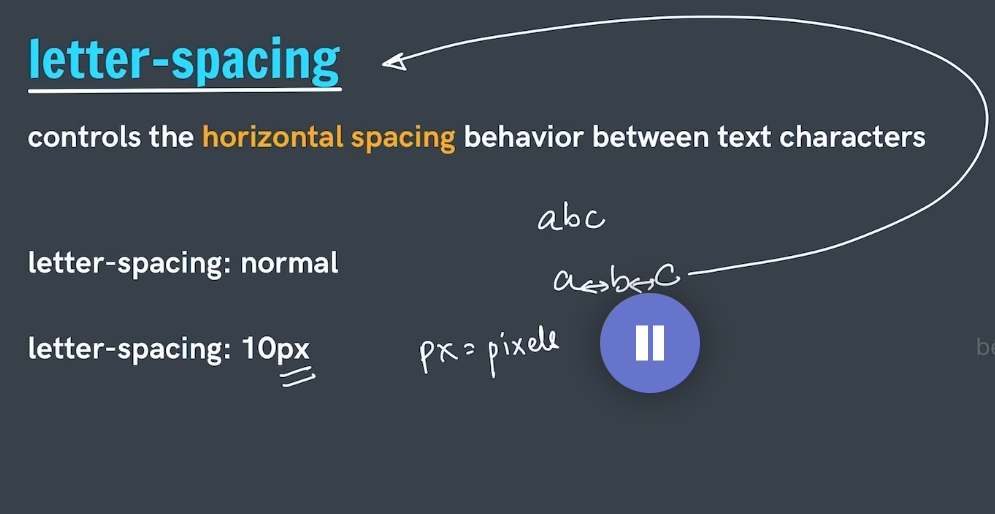 letter-spacing
controls the horizontal spacing behavior between text characters
abc
letter-spacing: normal
a↔b↔c
letter-spacing: 10px
px = pixels
be